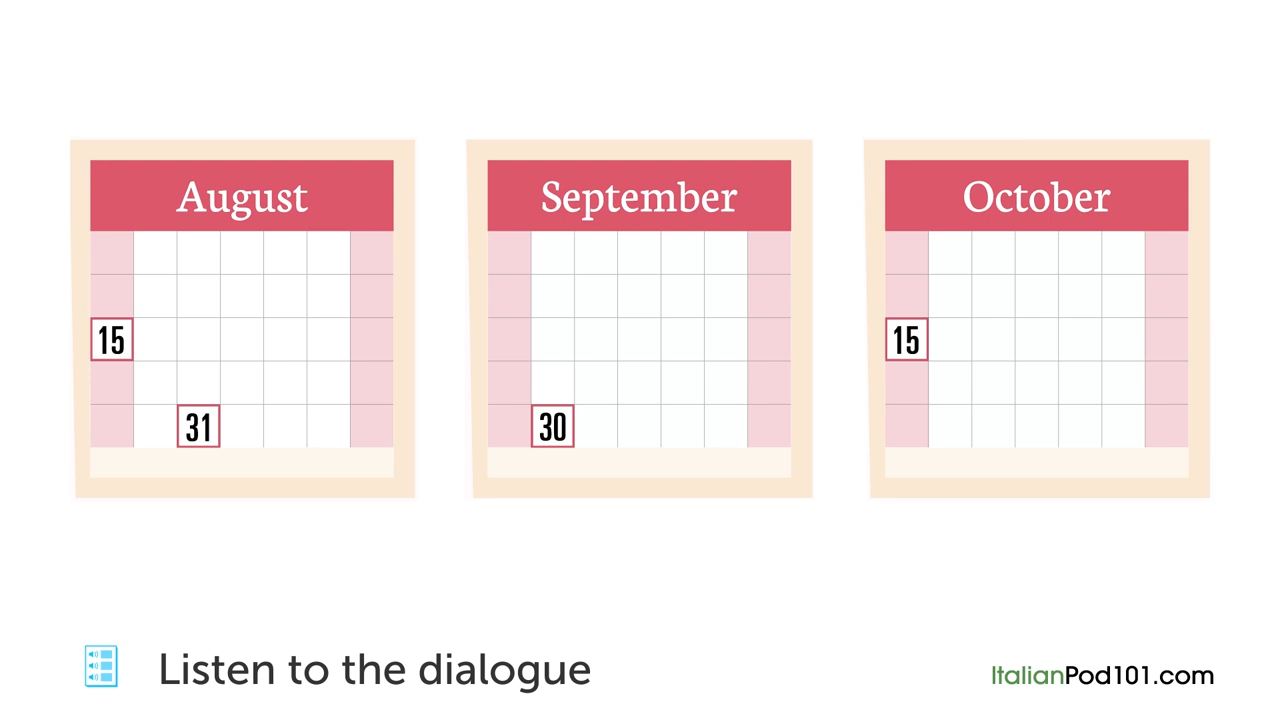 August
15
31
September
30
October
15
Listen to the dialogue
ItalianPod101.com